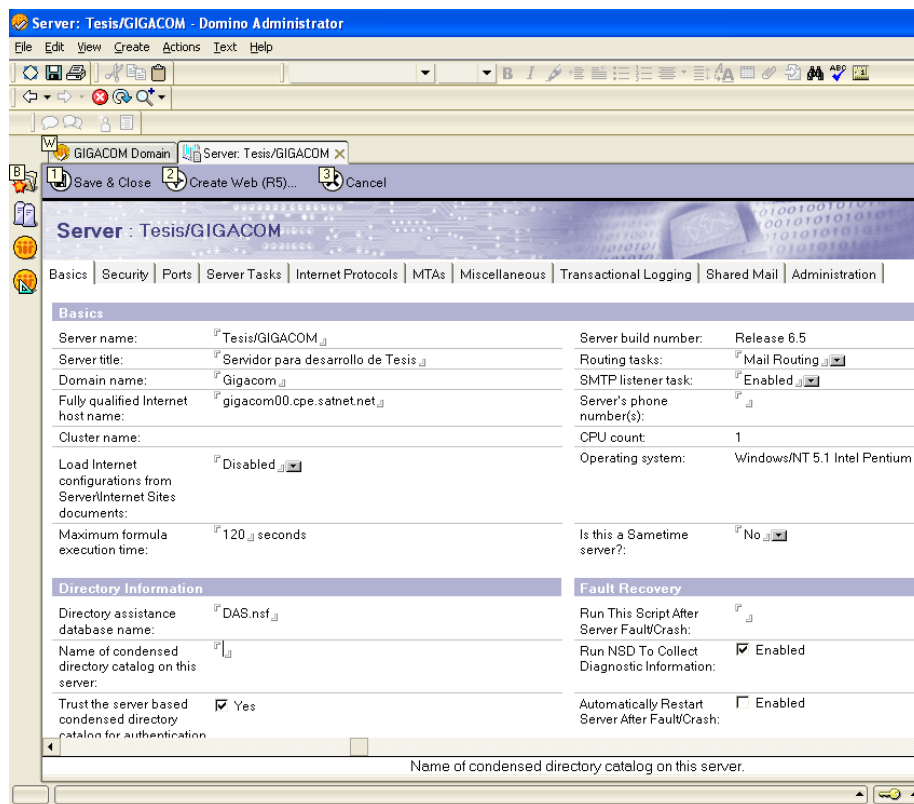 Server: Tesis/GIGACOM - Domino Administrator
File Edit View Create Actions Text Help
B I
ABC
W GIGACOM Domain Server: Tesis/GIGACOM
B 1 Save & Close 2 Create Web (R5)... 3 Cancel
Server : Tesis/GIGACOM
Basics Security Ports Server Tasks Internet Protocols MTAs Miscellaneous Transactional Logging Shared Mail Administration
Basics
Server name: Tesis/GIGACOM Server build number: Release 6.5
Server title: Servidor para desarrollo de Tesis Routing tasks: Mail Routing
Domain name: Gigacom SMTP listener task: Enabled
Fully qualified Internet gigacom00.cpe.satnet.net Server's phone
host name: number(s):
Cluster name: CPU count: 1
Load Internet Disabled Operating system: Windows/NT 5.1 Intel Pentium
configurations from
Server\Internet Sites
documents:
Maximum formula 120 seconds Is this a Sametime No
execution time: server?:
Directory Information Fault Recovery
Directory assistance DAS.nsf Run This Script After
database name: Server Fault/Crash:
Name of condensed Run NSD To Collect Enabled
directory catalog on this Diagnostic Information:
server:
Trust the server based Yes Automatically Restart Enabled
condensed directory Server After Fault/Crash:
catalog for authentication
Name of condensed directory catalog on this server.